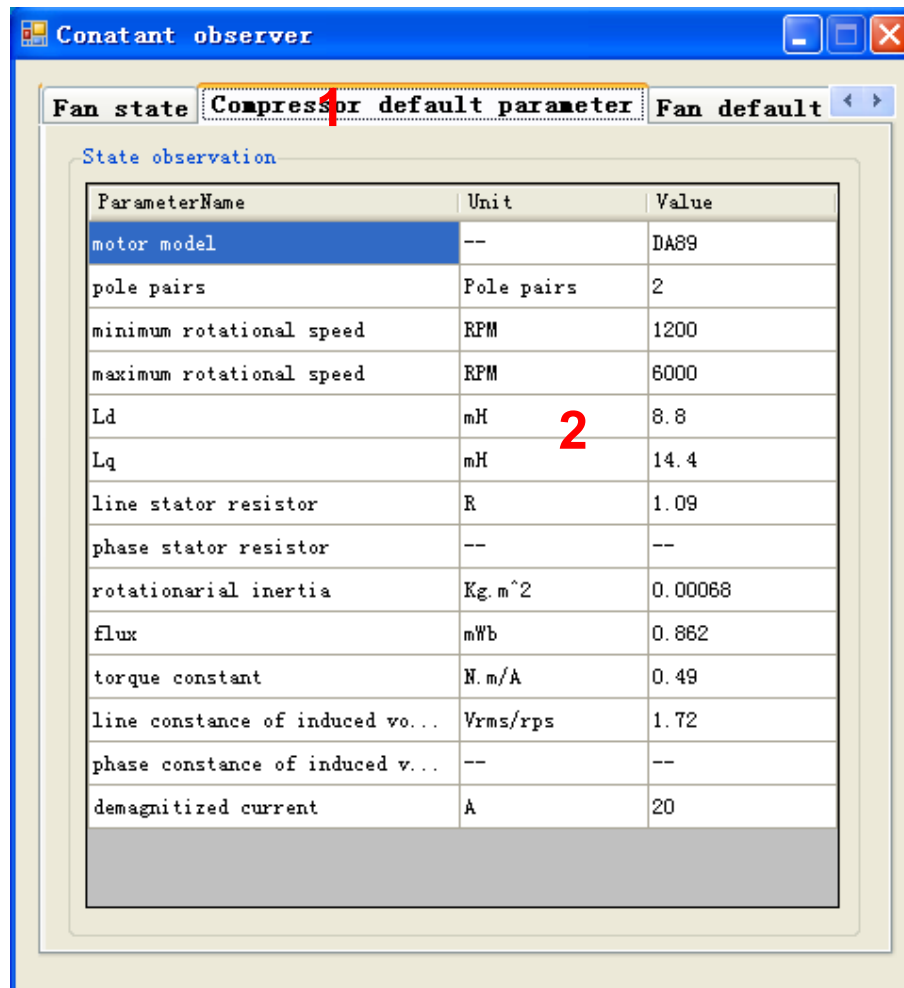 Conatant observer
Fan state Compressor default parameter Fan default
1
State observation
ParameterName Unit Value
motor model -- DA89
pole pairs Pole pairs 2
minimum rotational speed RPM 1200
maximum rotational speed RPM 6000
Ld mH 8.8
2
Lq mH 14.4
line stator resistor R 1.09
phase stator resistor -- --
rotationarial inertia Kg.m^2 0.00068
flux mWb 0.862
torque constant N.m/A 0.49
line constance of induced vo... Vrms/rps 1.72
phase constance of induced v... -- --
demagnitized current A 20